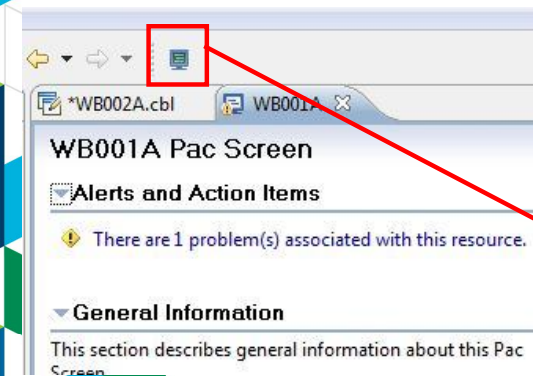 *WB002A.cbl
WB001A
WB001A Pac Screen
Alerts and Action Items
There are 1 problem(s) associated with this resource.
General Information
This section describes general information about this Pac
Screen